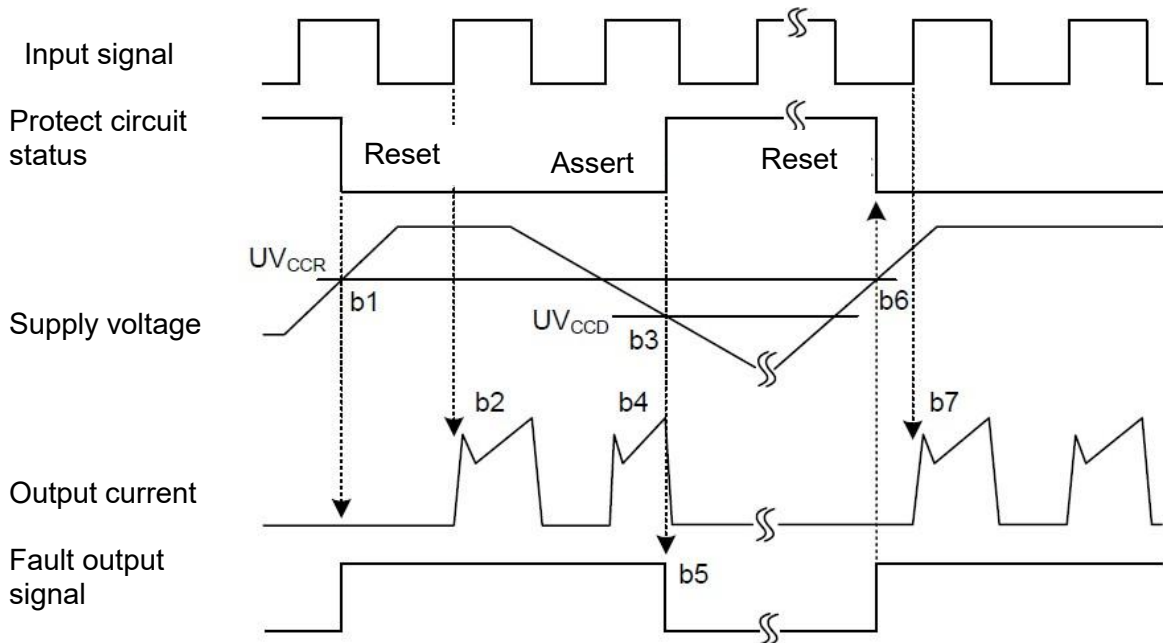 Input signal
Protect circuit
status
Reset
Assert
Reset
UVCCR
b1
b6
Supply voltage
UVCCD
b3
b2
b4
b7
Output current
Fault output
signal
b5